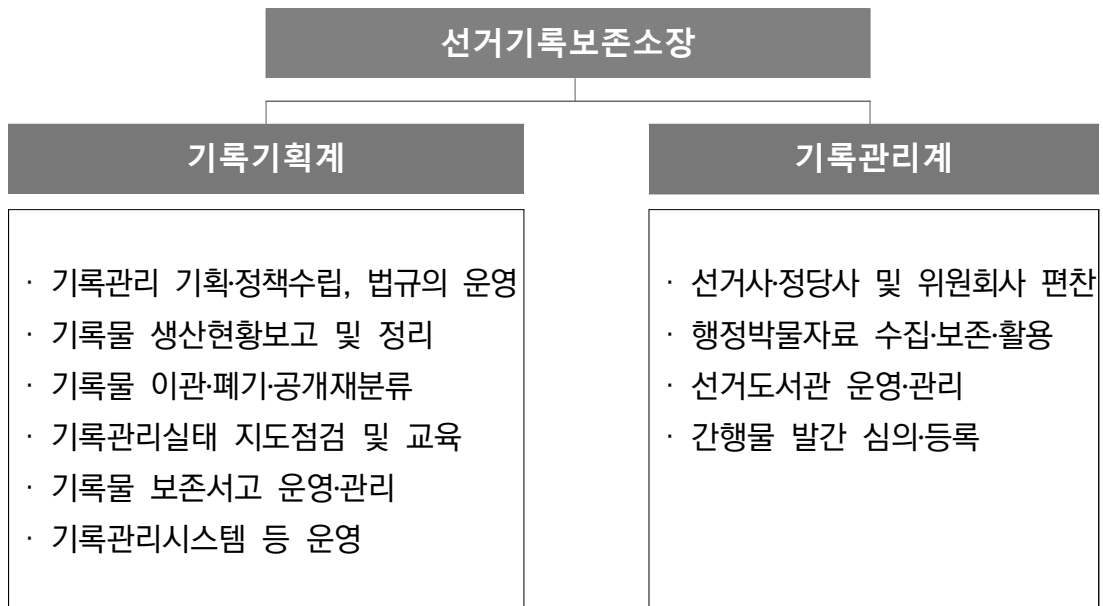 선거기록보존소장
기록기획계
· 기록관리 기획·정책수립, 법규의 운영
· 기록물 생산현황보고 및 정리
· 기록물 이관·폐기·공개재분류
· 기록관리실태 지도점검 및 교육
· 기록물 보존서고 운영·관리
· 기록관리시스템 등 운영
기록관리계
· 선거사·정당사 및 위원회사 편찬
· 행정박물자료 수집·보존·활용
· 선거도서관 운영·관리
· 간행물 발간 심의·등록